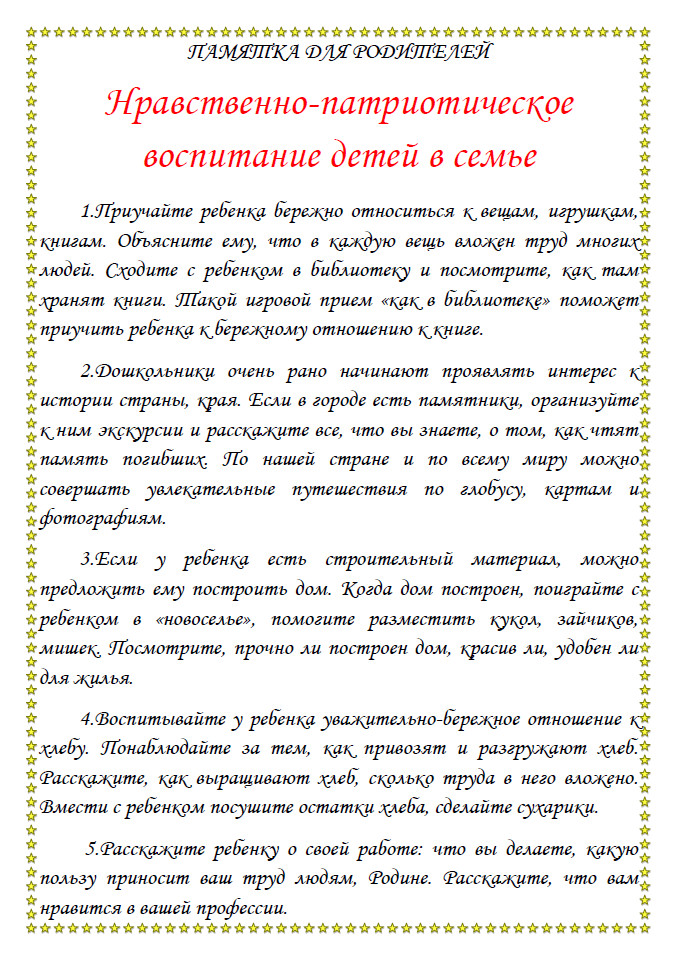 ПАМЯТКА ДЛЯ РОДИТЕЛЕЙ
Нравственно-патриотическое
воспитание детей в семье
1.Приучайте ребенка бережно относиться к вещам, игрушкам,
книгам. Объясните ему, что в каждую вещь вложен труд многих
людей. Сходите с ребенком в библиотеку и посмотрите, как там
хранят книги. Такой игровой прием «как в библиотеке» поможет
приучить ребенка к бережному отношению к книге.
2.Дошкольники очень рано начинают проявлять интерес к
истории страны, края. Если в городе есть памятники, организуйте
к ним экскурсии и расскажите все, что вы знаете, о том, как чтят
память погибших. По нашей стране и по всему миру можно
совершать увлекательные путешествия по глобусу, картам и
фотографиям.
3.Если у ребенка есть строительный материал, можно
предложить ему построить дом. Когда дом построен, поиграйте с
ребенком в «новоселье», помогите разместить кукол, зайчиков,
мишек. Посмотрите, прочно ли построен дом, красив ли, удобен ли
для жилья.
4.Воспитывайте у ребенка уважительно-бережное отношение к
хлебу. Понаблюдайте за тем, как привозят и разгружают хлеб.
Расскажите, как выращивают хлеб, сколько труда в него вложено.
Вмести с ребенком посушите остатки хлеба, сделайте сухарики.
5.Расскажите ребенку о своей работе: что вы делаете, какую
пользу приносит ваш труд людям, Родине. Расскажите, что вам
нравится в вашей профессии.